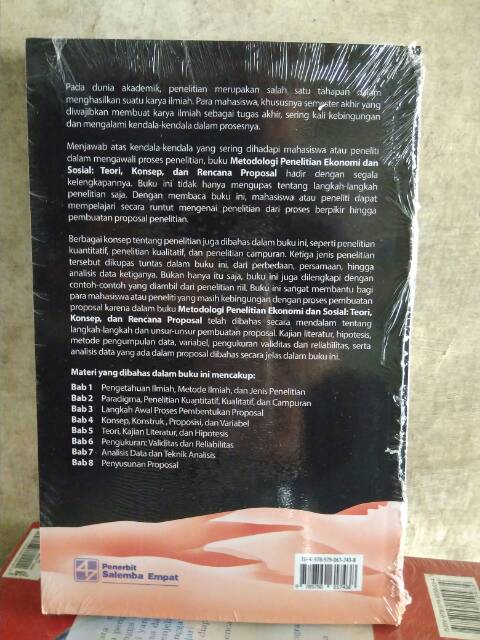 Pada dunia akademik, penelitian merupakan salah satu tahapan dalam
menghasilkan suatu karya ilmiah. Para mahasiswa, khususnya semester akhir yang
diwajibkan membuat karya ilmiah sebagai tugas akhir, sering kali kebingungan
dan mengalami kendala-kendala dalam prosesnya.
Menjawab atas kendala-kendala yang sering dihadapi mahasiswa atau peneliti
dalam mengawali proses penelitian, buku Metodologi Penelitian Ekonomi dan
Sosial: Teori, Konsep, dan Rencana Proposal hadir dengan segala
kelengkapannya. Buku ini tidak hanya mengupas tentang langkah-langkah
penelitian saja. Dengan membaca buku ini, mahasiswa atau peneliti dapat
mempelajari secara runtut mengenai penelitian dari proses berpikir hingga
pembuatan proposal penelitian.
Berbagai konsep tentang penelitian juga dibahas dalam buku ini, seperti penelitian
kuantitatif, penelitian kualitatif, dan penelitian campuran. Ketiga jenis penelitian
tersebut dikupas tuntas dalam buku ini, dari perbedaan, persamaan, hingga
analisis data ketiganya. Bukan hanya itu saja, buku ini juga dilengkapi dengan
contoh-contoh yang diambil dari penelitian riil. Buku ini sangat membantu bagi
para mahasiswa atau peneliti yang masih kebingungan dengan proses pembuatan
proposal karena dalam buku Metodologi Penelitian Ekonomi dan Sosial: Teori,
Konsep, dan Rencana Proposal telah dibahas secara mendalam tentang
langkah-langkah dan unsur-unsur pembuatan proposal. Kajian literatur, hipotesis,
metode pengumpulan data, variabel, pengukuran validitas dan reliabilitas, serta
analisis data yang ada dalam proposal dibahas secara jelas dalam buku ini.
Materi yang dibahas dalam buku ini mencakup:
Bab 1 Pengetahuan Ilmiah, Metode Ilmiah, dan Jenis Penelitian
Bab 2 Paradigma, Penelitian Kuantitatif, Kualitatif, dan Campuran
Bab 3 Langkah Awal Proses Pembentukan Proposal
Bab 4 Konsep, Konstruk, Proposisi, dan Variabel
Bab 5 Teori, Kajian Literatur, dan Hipotesis
Bab 6 Pengukuran: Validitas dan Reliabilitas
Bab 7 Analisis Data dan Teknik Analisis
Bab 8 Penyusunan Proposal
Penerbit
Salemba Empat
978-979-061-743-8